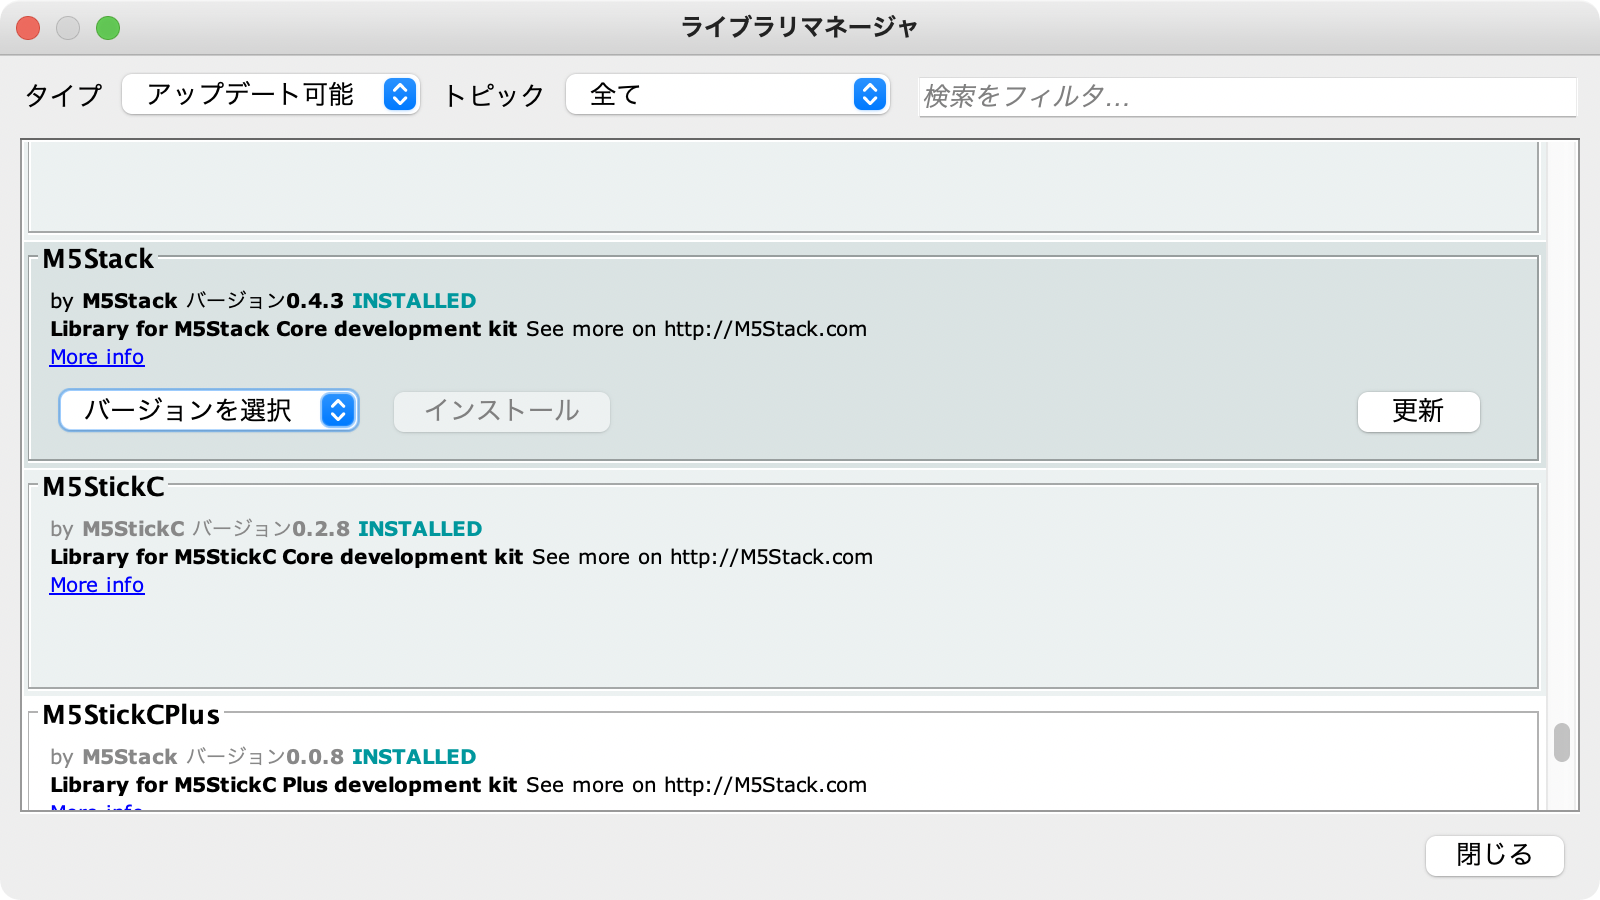 ライブラリマネージャ
タイプ アップデート可能 トピック 全て 検索をフィルタ...
M5Stack
by M5Stack バージョン0.4.3 INSTALLED
Library for M5Stack Core development kit See more on http://M5Stack.com
More info
バージョンを選択 インストール 更新
M5StickC
by M5StickC バージョン0.2.8 INSTALLED
Library for M5StickC Core development kit See more on http://M5Stack.com
More info
M5StickCPlus
by M5Stack バージョン0.0.8 INSTALLED
Library for M5StickC Plus development kit See more on http://M5Stack.com
More info
閉じる